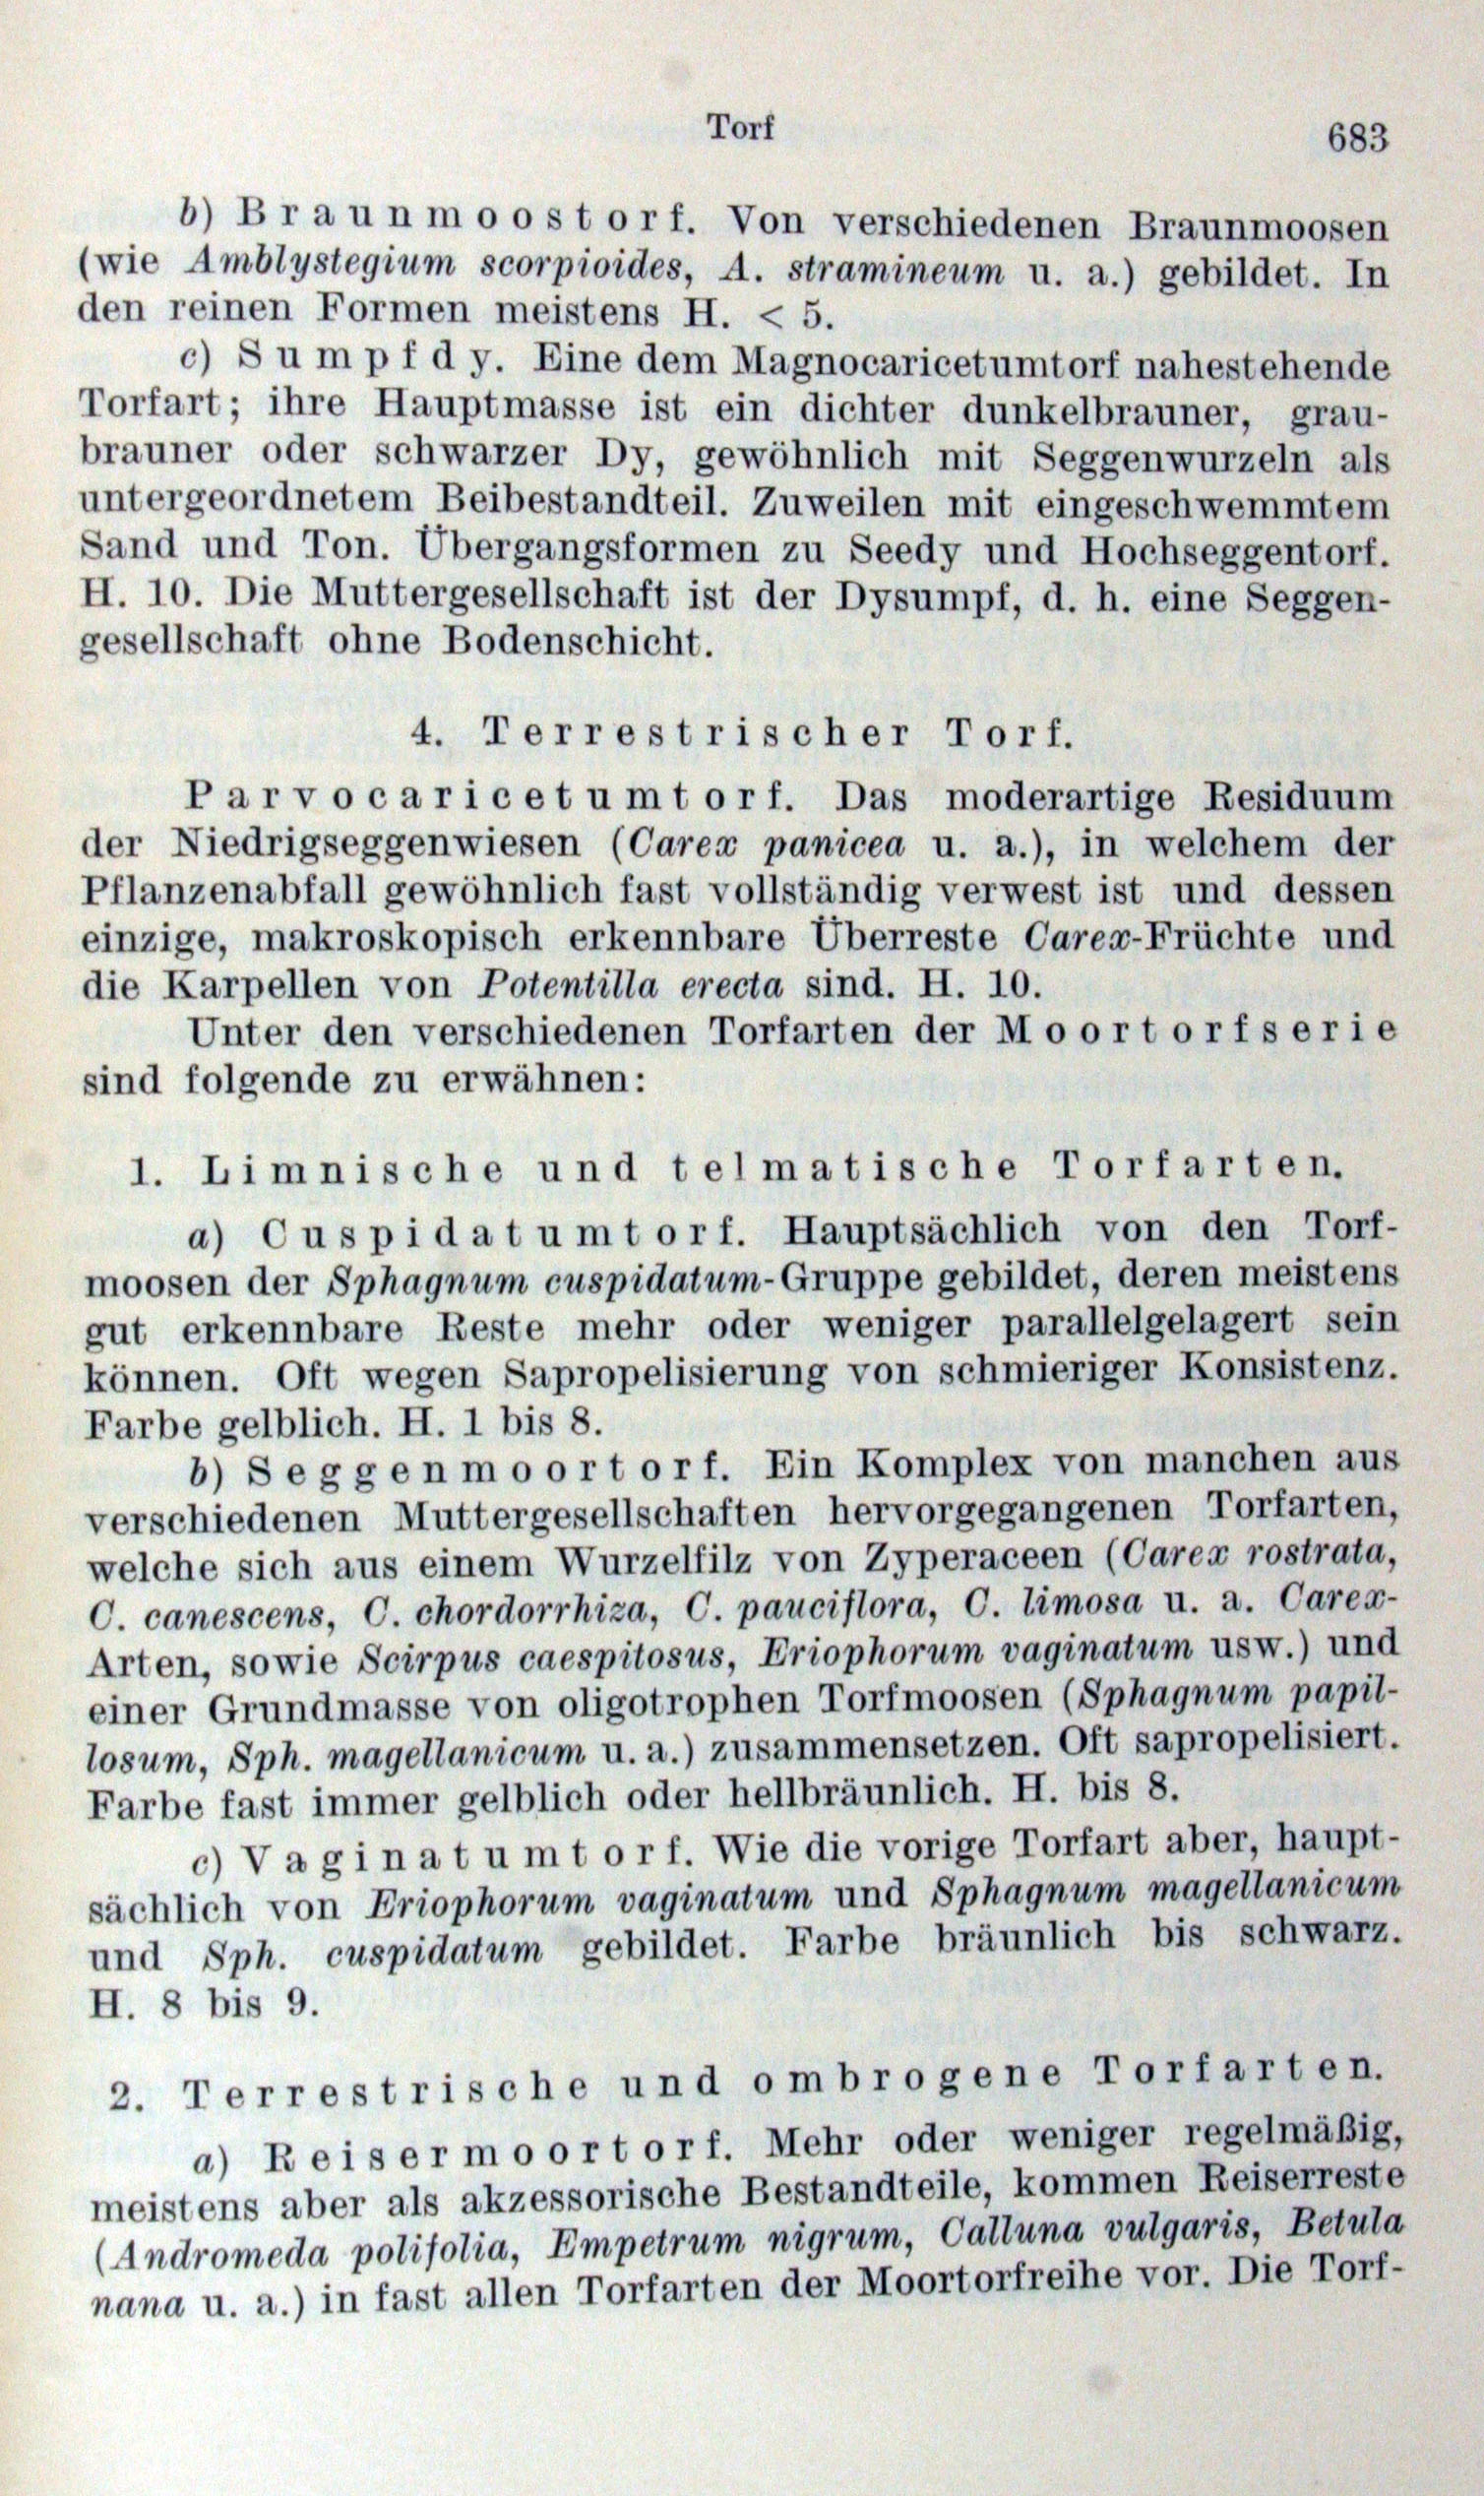 Torf
683
b) Braunmoostorf. Von verschiedenen Braunmoosen
(wie Amblystegium scorpioides, A. stramineum u. a.) gebildet. In
den reinen Formen meistens H. < 5.
c) Sumpfdy. Eine dem Magnocaricetumtorf nahestehende
Torfart; ihre Hauptmasse ist ein dichter dunkelbrauner, grau-
brauner oder schwarzer Dy, gewöhnlich mit Seggenwurzeln als
untergeordnetem Beibestandteil. Zuweilen mit eingeschwemmtem
Sand und Ton. Übergangsformen zu Seedy und Hochseggentorf.
H. 10. Die Muttergesellschaft ist der Dysumpf, d. h. eine Seggen-
gesellschaft ohne Bodenschicht.
4. Terrestrischer Torf.
Parvocaricetumtorf. Das moderartige Residuum
der Niedrigseggenwiesen (Carex panicea u. a.), in welchem der
Pflanzenabfall gewöhnlich fast vollständig verwest ist und dessen
einzige, makroskopisch erkennbare Überreste Carex-Früchte und
die Karpellen von Potentilla erecta sind. H. 10.
Unter den verschiedenen Torfarten der Moortorfserie
sind folgende zu erwähnen:
1. Limnische und telmatische Torfarten.
a) Cuspidatumtorf. Hauptsächlich von den Torf-
moosen der Sphagnum cuspidatum-Gruppe gebildet, deren meistens
gut erkennbare Reste mehr oder weniger parallelgelagert sein
können. Oft wegen Sapropelisierung von schmieriger Konsistenz.
Farbe gelblich. H. 1 bis 8.
b) Seggenmoortorf. Ein Komplex von manchen aus
verschiedenen Muttergesellschaften hervorgegangenen Torfarten,
welche sich aus einem Wurzelfilz von Zyperaceen (Carex rostrata,
C. canescens, C. chordorrhiza, C. pauciflora, C. limosa u. a. Carex-
Arten, sowie Scirpus caespitosus, Eriophorum vaginatum usw.) und
einer Grundmasse von oligotrophen Torfmoosen (Sphagnum papil-
losum, Sph. magellanicum u. a.) zusammensetzen. Oft sapropelisiert.
Farbe fast immer gelblich oder hellbräunlich. H. bis 8.
c) Vaginatumtorf. Wie die vorige Torfart aber, haupt-
sächlich von Eriophorum vaginatum und Sphagnum magellanicum
und Sph. cuspidatum gebildet. Farbe bräunlich bis schwarz.
H. 8 bis 9.
2. Terrestrische und ombrogene Torfarten.
a) Reisermoortorf. Mehr oder weniger regelmäßig,
meistens aber als akzessorische Bestandteile, kommen Reiserreste
(Andromeda polifolia, Empetrum nigrum, Calluna vulgaris, Betula
nana u. a.) in fast allen Torfarten der Moortorfreihe vor. Die Torf-